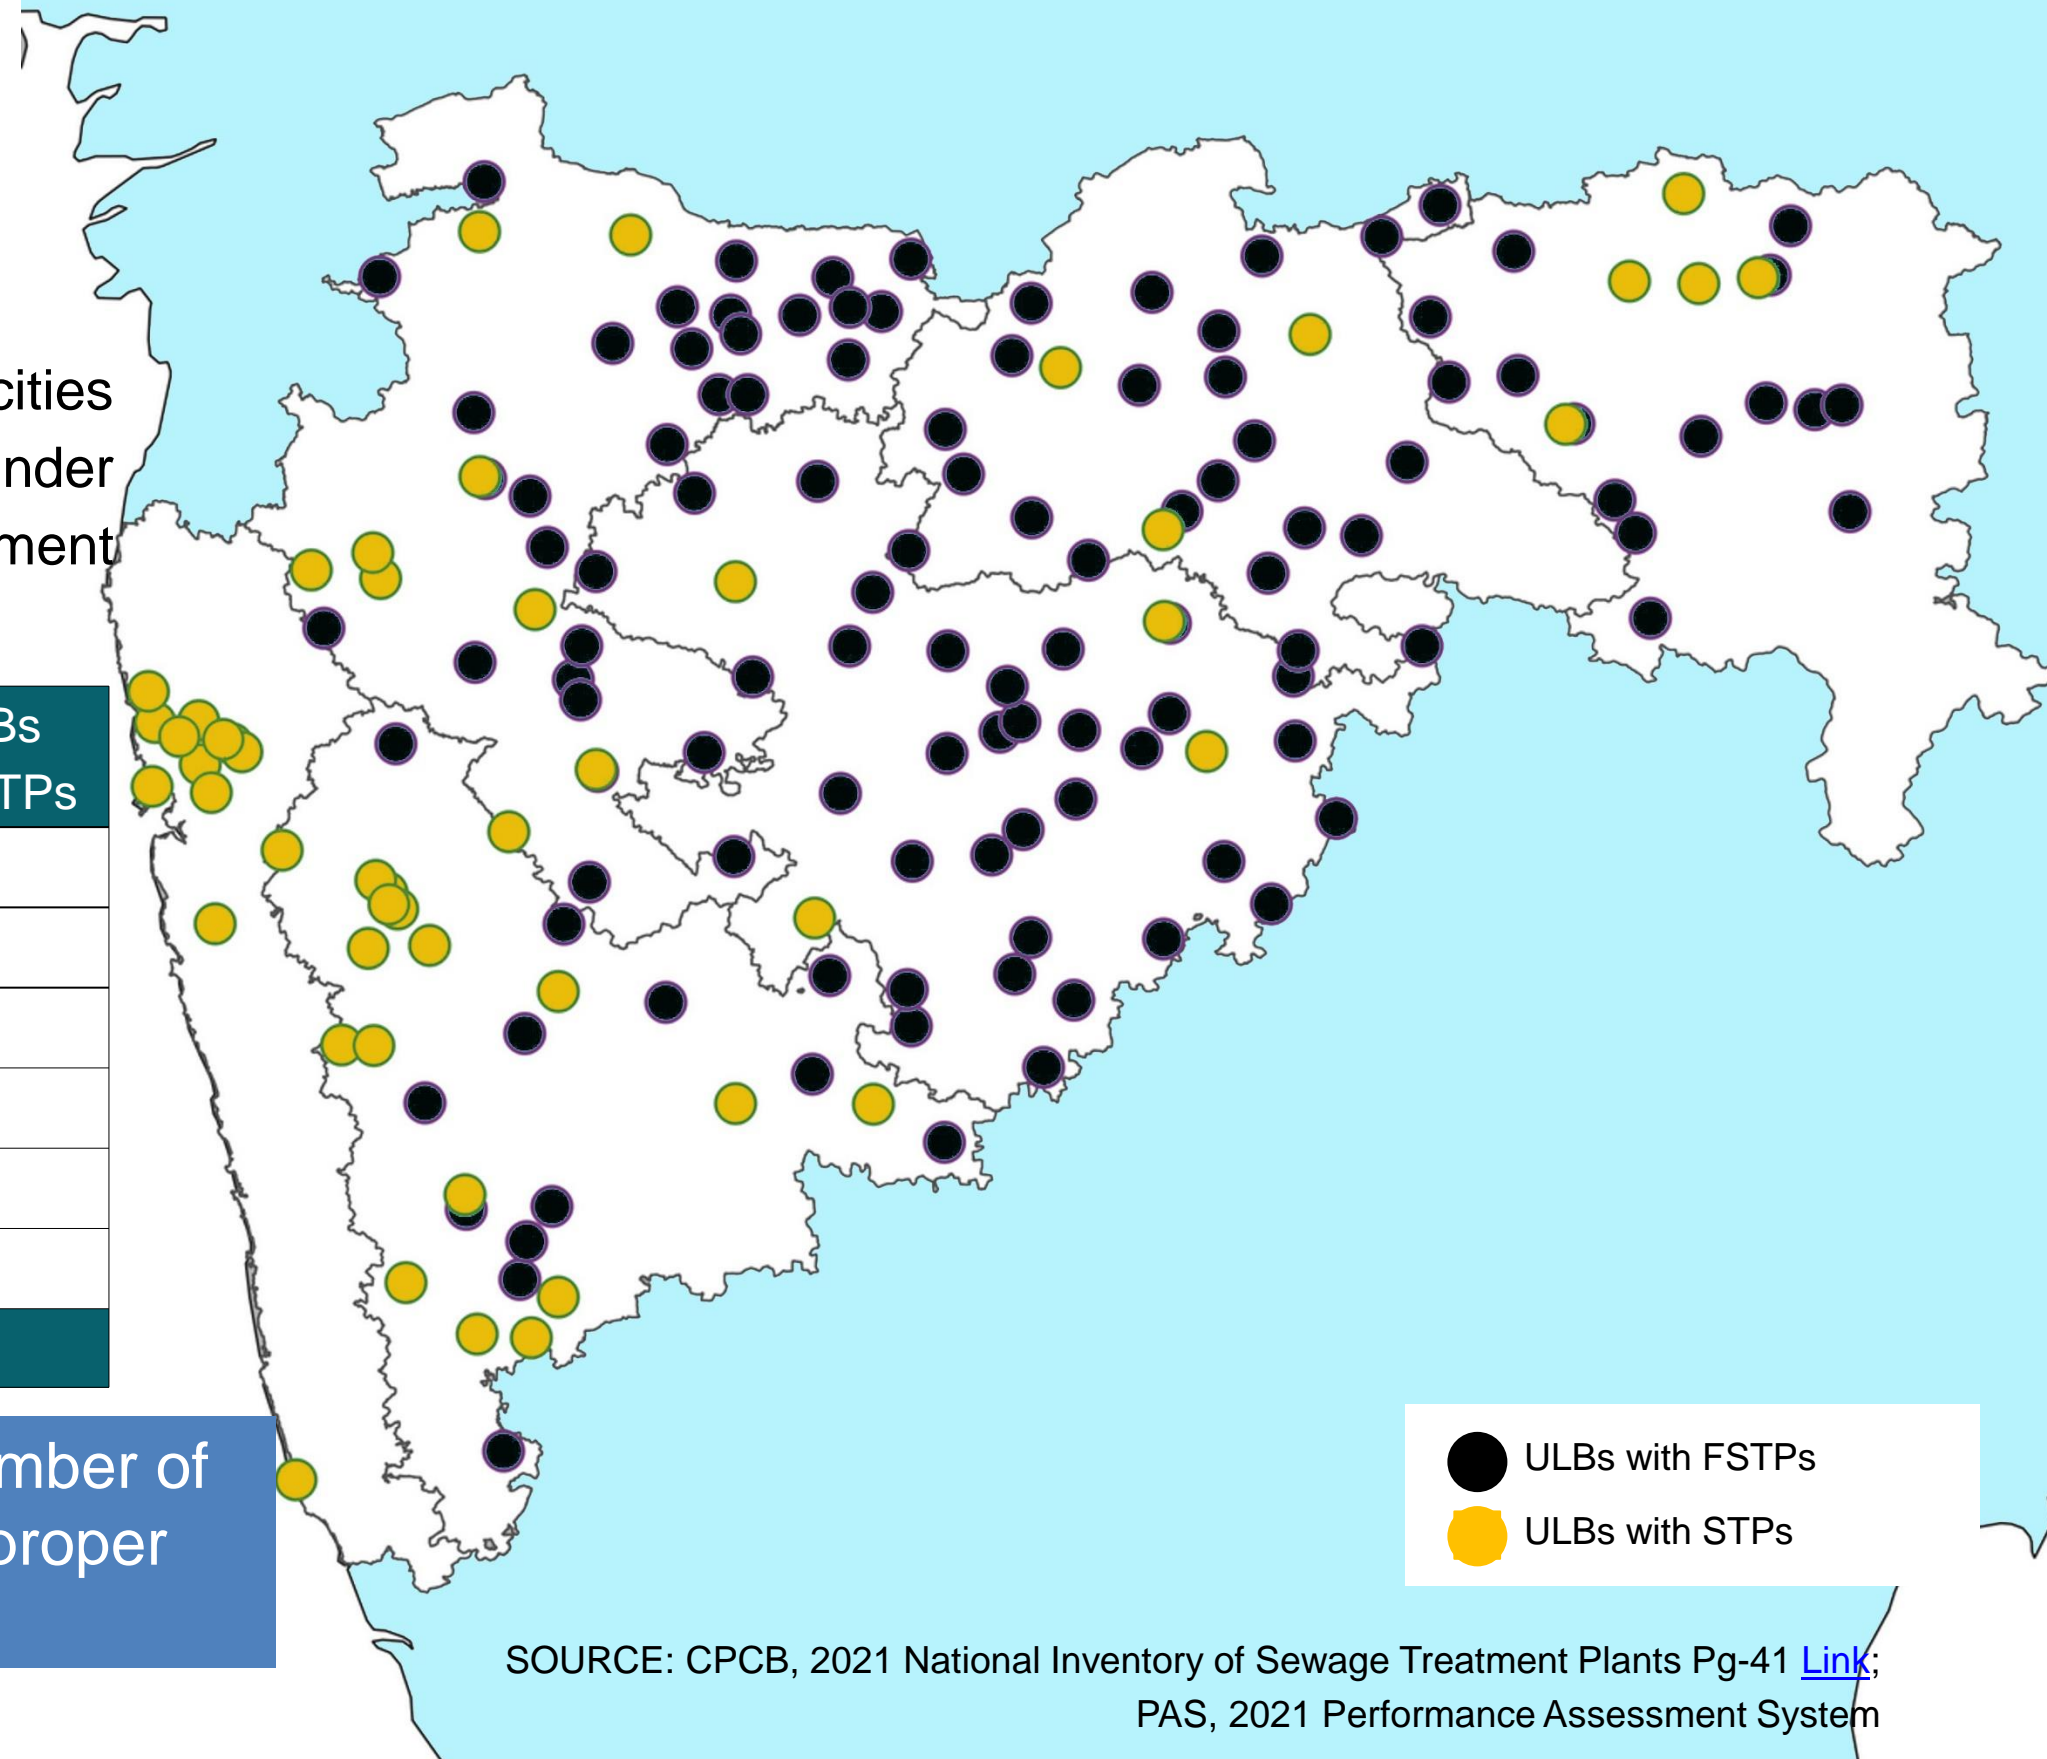 cities
nder
ment
Bs
TPs
mber of
proper
ULBs with FSTPs
ULBs with STPs
SOURCE: CPCB, 2021 National Inventory of Sewage Treatment Plants Pg-41 Link;
PAS, 2021 Performance Assessment System